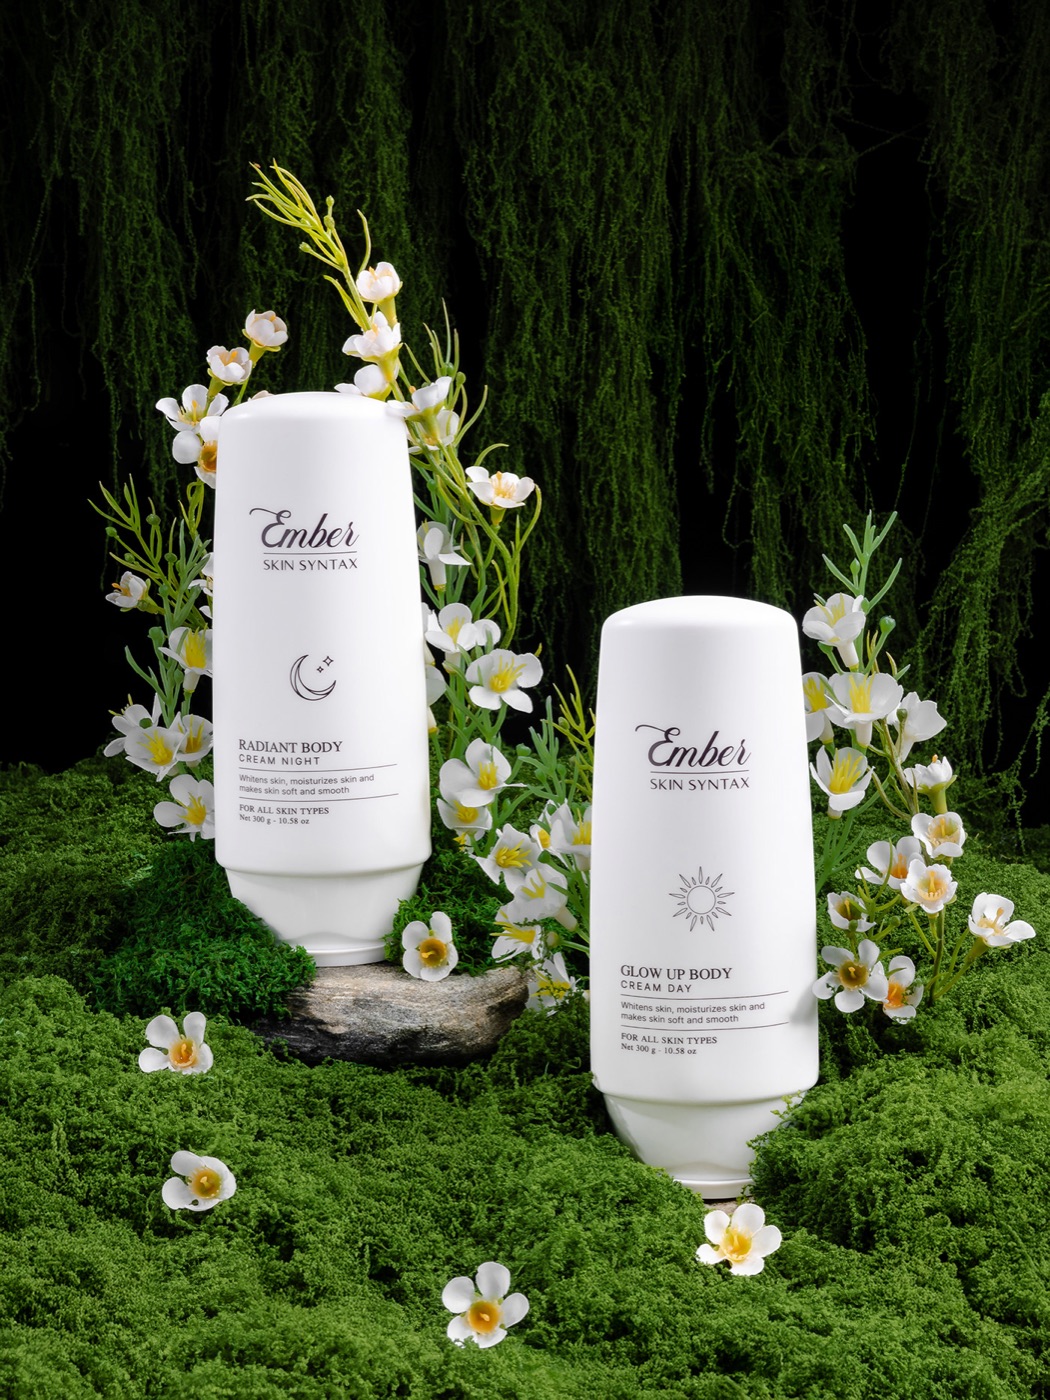 Ember
SKIN SYNTAX
RADIANT BODY
CREAM NIGHT
Whitens skin, moisturizes skin and
makes skin soft and smooth
FOR ALL SKIN TYPES
Net 300 g - 10.58 oz
Ember
SKIN SYNTAX
GLOW UP BODY
CREAM DAY
Whitens skin, moisturizes skin and
makes skin soft and smooth
FOR ALL SKIN TYPES
Net 300 g - 10.58 oz